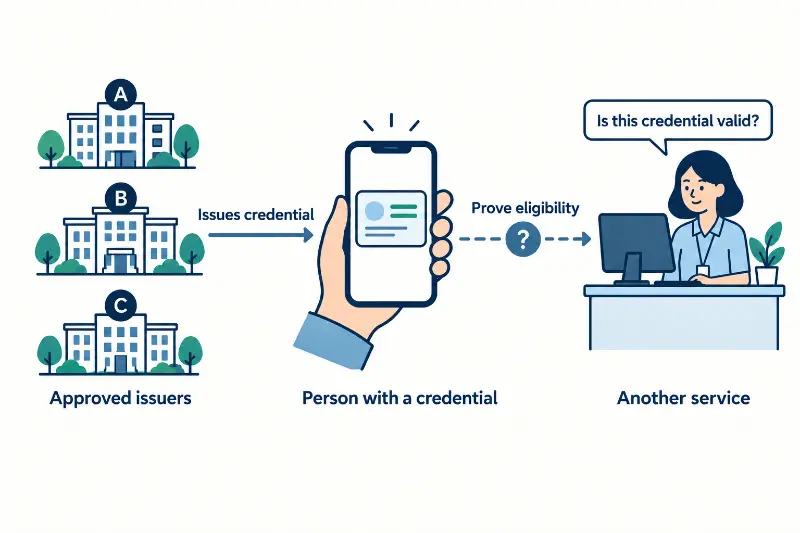 A
B
C
Approved issuers
Issues credential
Person with a credential
Prove eligibility
?
Is this credential valid?
Another service